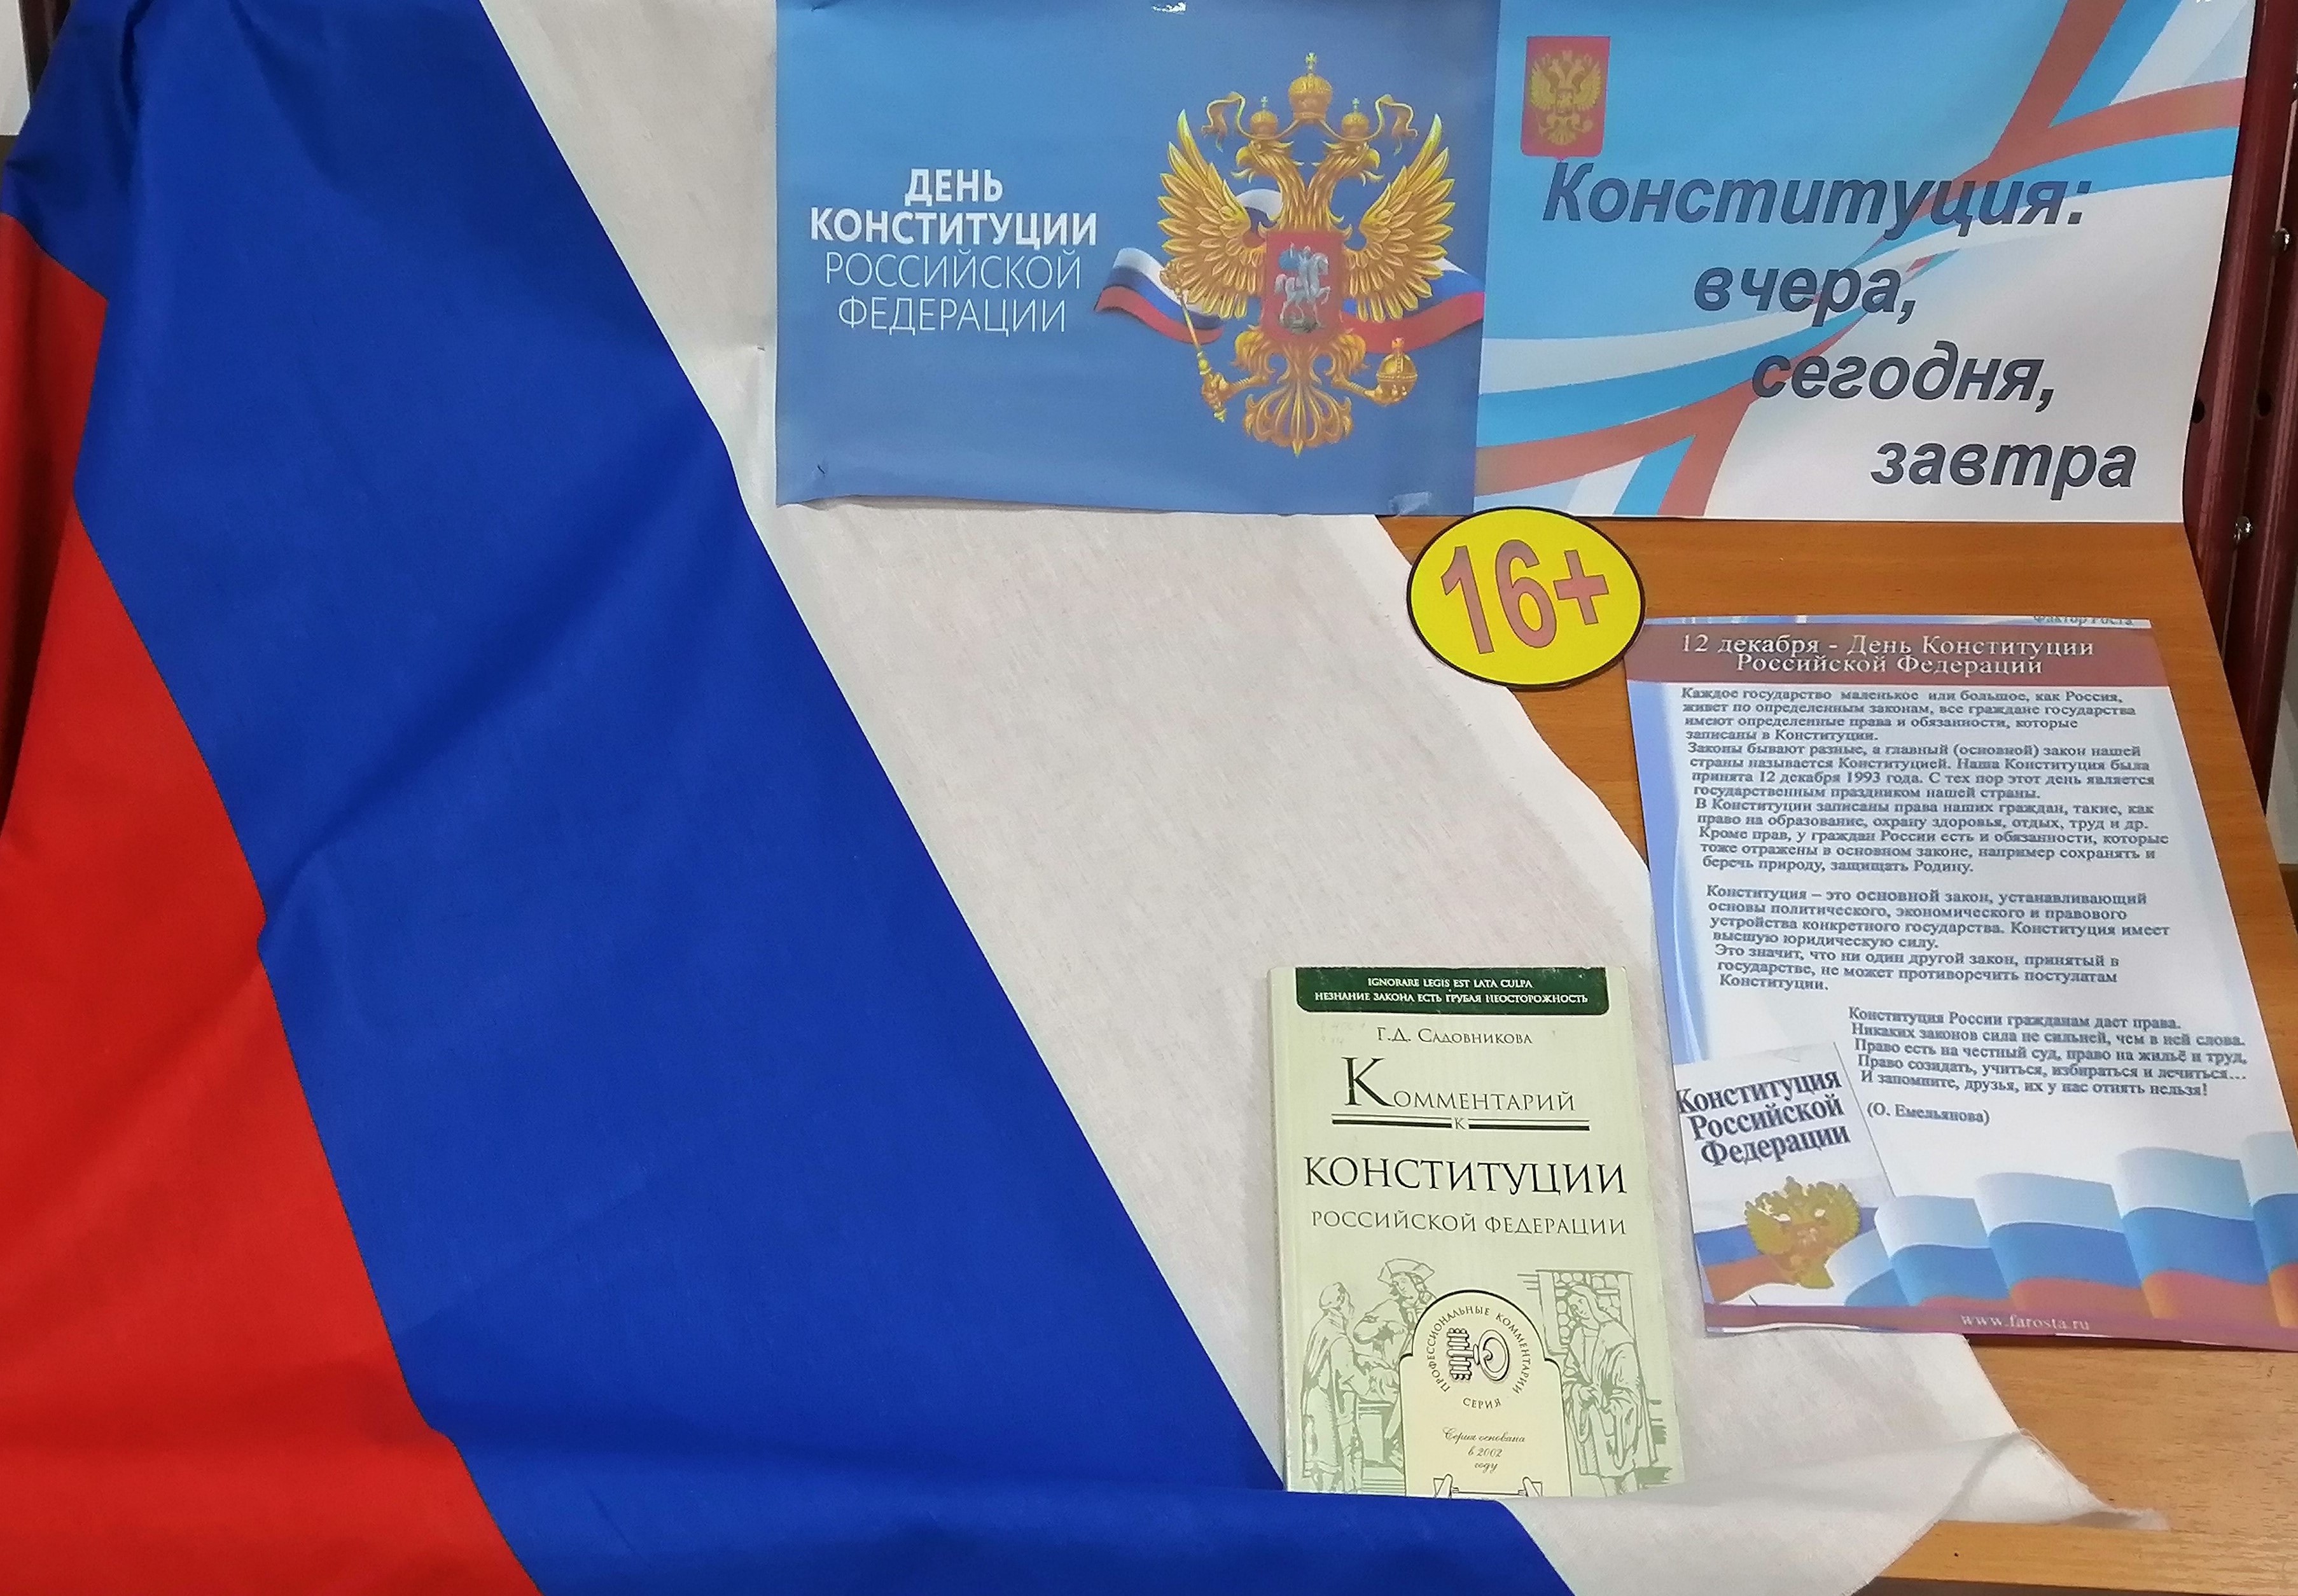 ДЕНЬ
КОНСТИТУЦИИ
РОССИЙСКОЙ
ФЕДЕРАЦИИ
Конституция:
вчера,
сегодня,
завтра
16+
Фактор Роста
12 декабря - День Конституции
Российской Федерации
Каждое государство маленькое или большое, как Россия,
живет по определенным законам, все граждане государства
имеют определенные права и обязанности, которые
записаны в Конституции.
Законы бывают разные, а главный (основной) закон нашей
страны называется Конституцией. Наша Конституция была
принята 12 декабря 1993 года. С тех пор этот день является
государственным праздником нашей страны.
В Конституции записаны права наших граждан, такие, как
право на образование, охрану здоровья, отдых, труд и др.
Кроме прав, у граждан России есть и обязанности, которые
тоже отражены в основном законе, например сохранять и
беречь природу, защищать Родину.
Конституция – это основной закон, устанавливающий
основы политического, экономического и правового
устройства конкретного государства. Конституция имеет
высшую юридическую силу.
Это значит, что ни один другой закон, принятый в
государстве, не может противоречить постулатам
Конституции.
Конституция России гражданам дает права.
Никаких законов сила не сильней, чем в ней слова.
Право есть на честный суд, право на жильё и труд,
Право созидать, учиться, избираться и лечиться...
И запомните, друзья, их у нас отнять нельзя!
(О. Емельянова)
Конституция
Российской
Федерации
www.farosta.ru
IGNORARE LEGIS EST LATA CULPA
НЕЗНАНИЕ ЗАКОНА ЕСТЬ ГРУБАЯ НЕОСТОРОЖНОСТЬ
Г.Д. САДОВНИКОВА
КОММЕНТАРИЙ
К
КОНСТИТУЦИИ
РОССИЙСКОЙ ФЕДЕРАЦИИ
ПРОФЕССИОНАЛЬНЫЕ КОММЕНТАРИИ
СЕРИЯ
Серия основана
в 2002
году